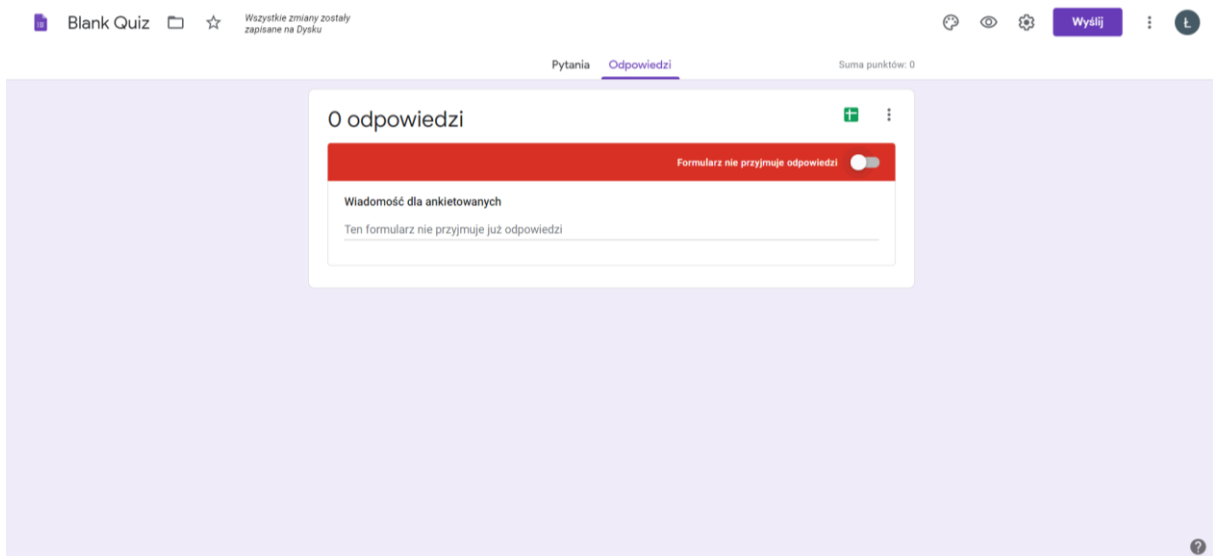 Blank Quiz
Wszystkie zmiany zostały
zapisane na Dysku
Wyślij
Ł
Pytania Odpowiedzi Suma punktów: 0
0 odpowiedzi
Formularz nie przyjmuje odpowiedzi
Wiadomość dla ankietowanych
Ten formularz nie przyjmuje już odpowiedzi